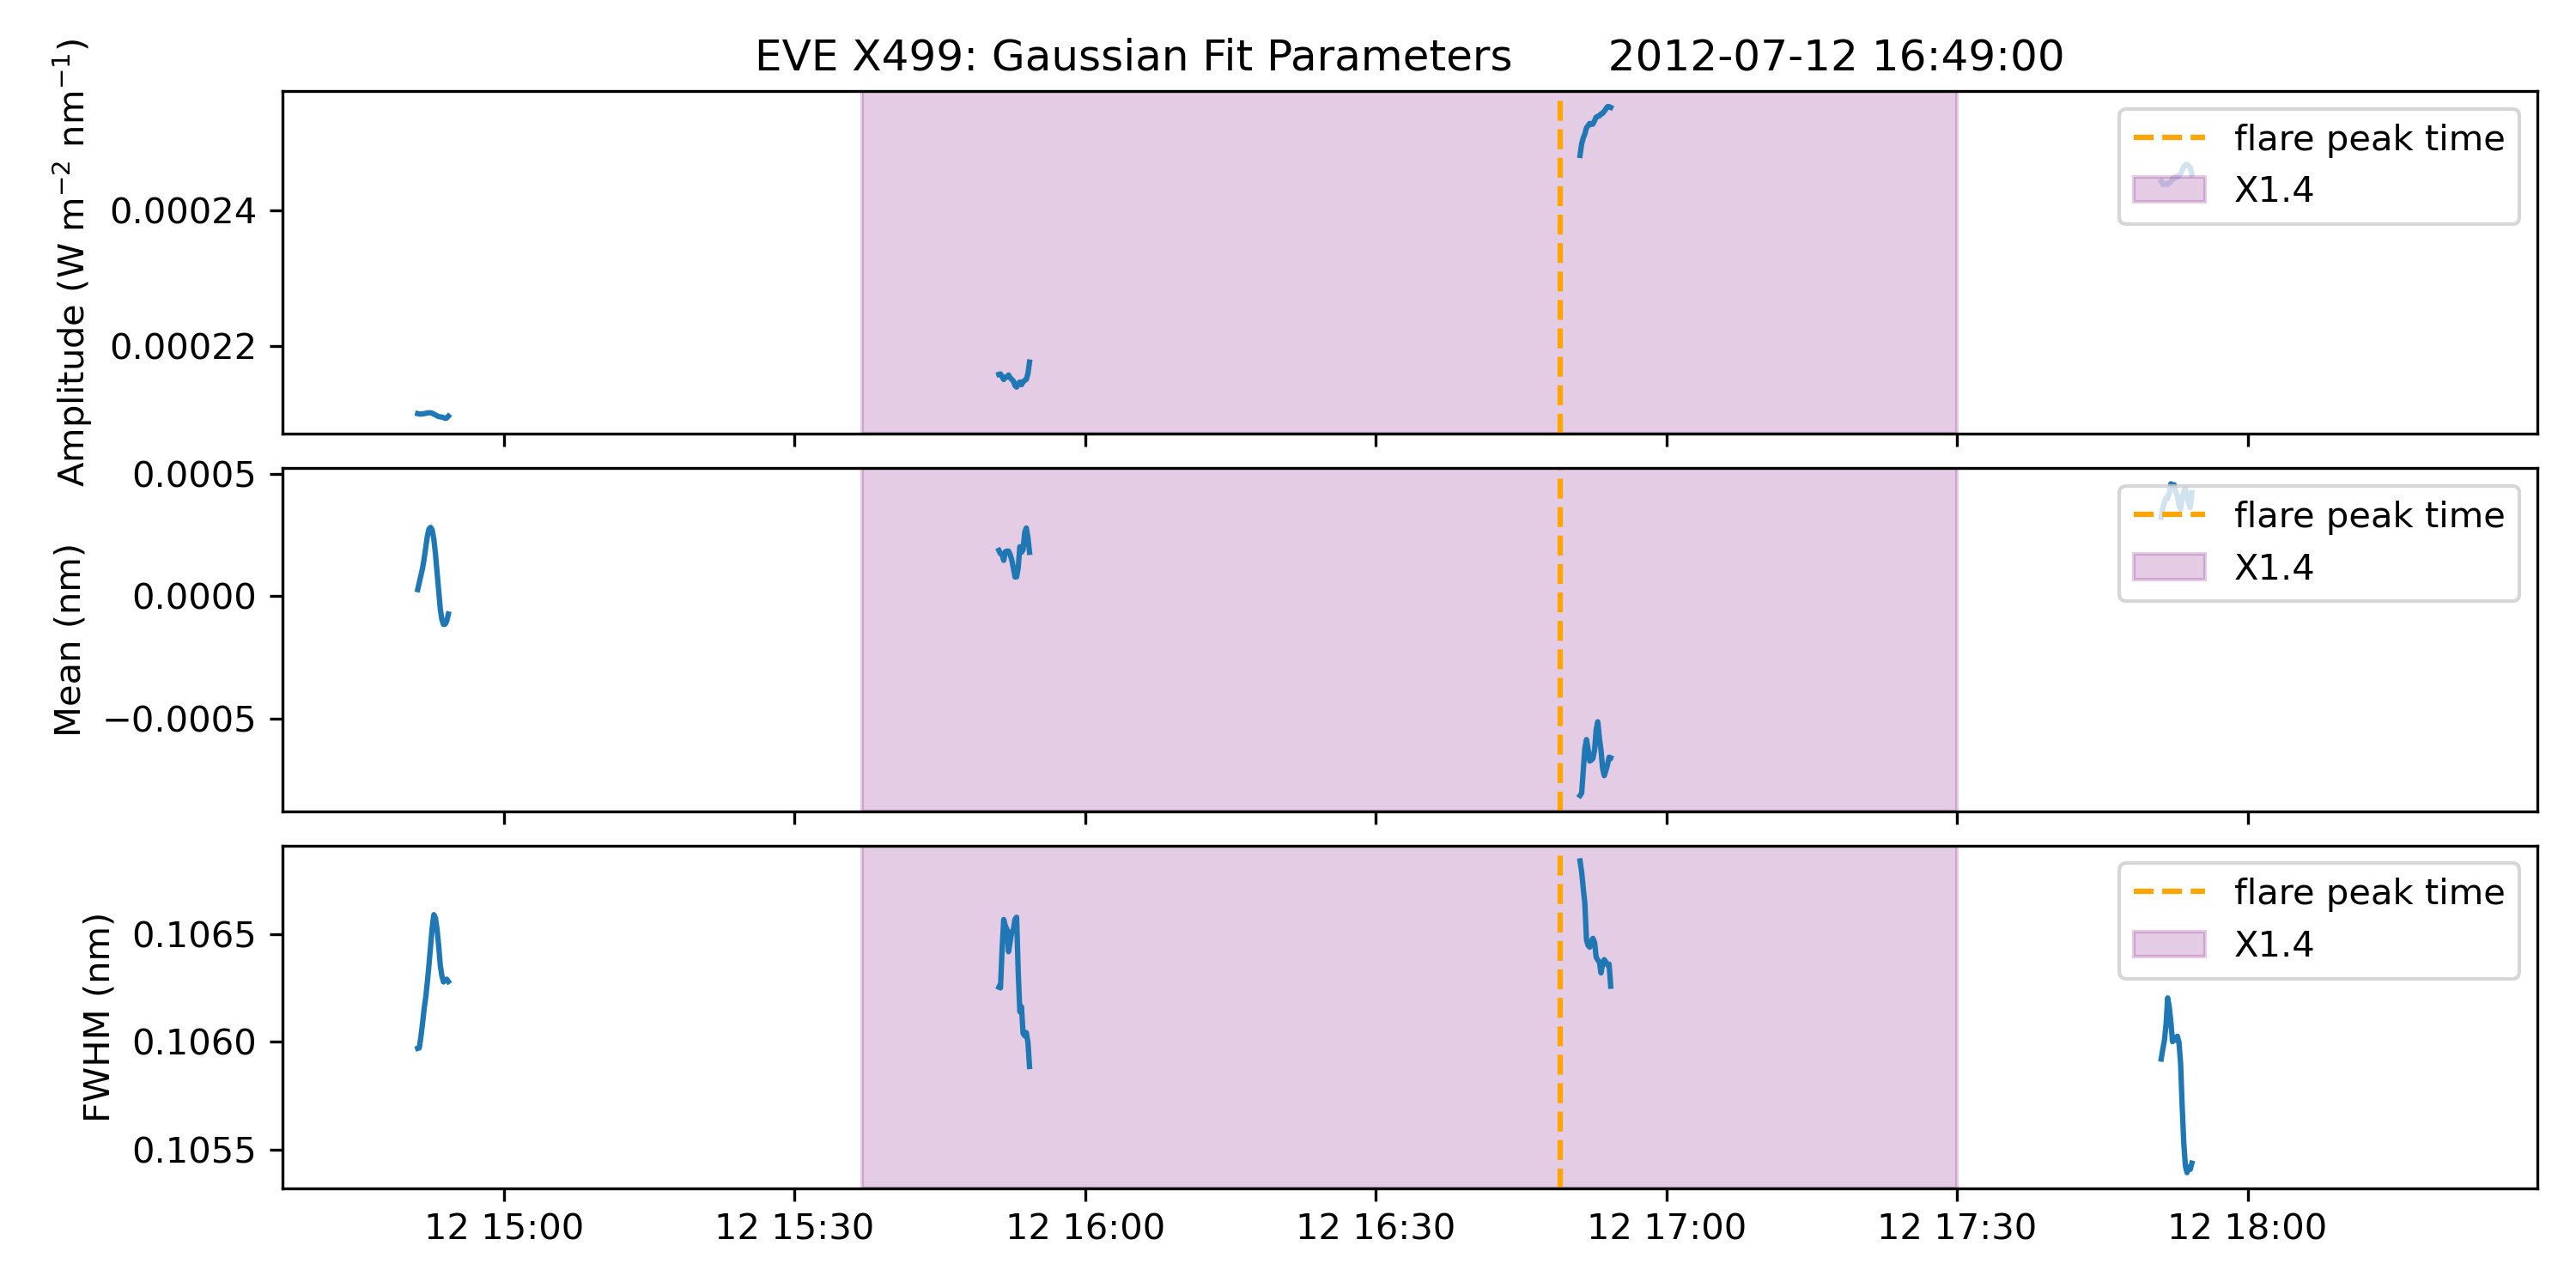 EVE X499: Gaussian Fit Parameters 2012-07-12 16:49:00
Amplitude (W m⁻² nm⁻¹)
0.00024
0.00022
flare peak time
X1.4
Mean (nm)
0.0005
0.0000
−0.0005
flare peak time
X1.4
FWHM (nm)
0.1065
0.1060
0.1055
flare peak time
X1.4
12 15:00 12 15:30 12 16:00 12 16:30 12 17:00 12 17:30 12 18:00